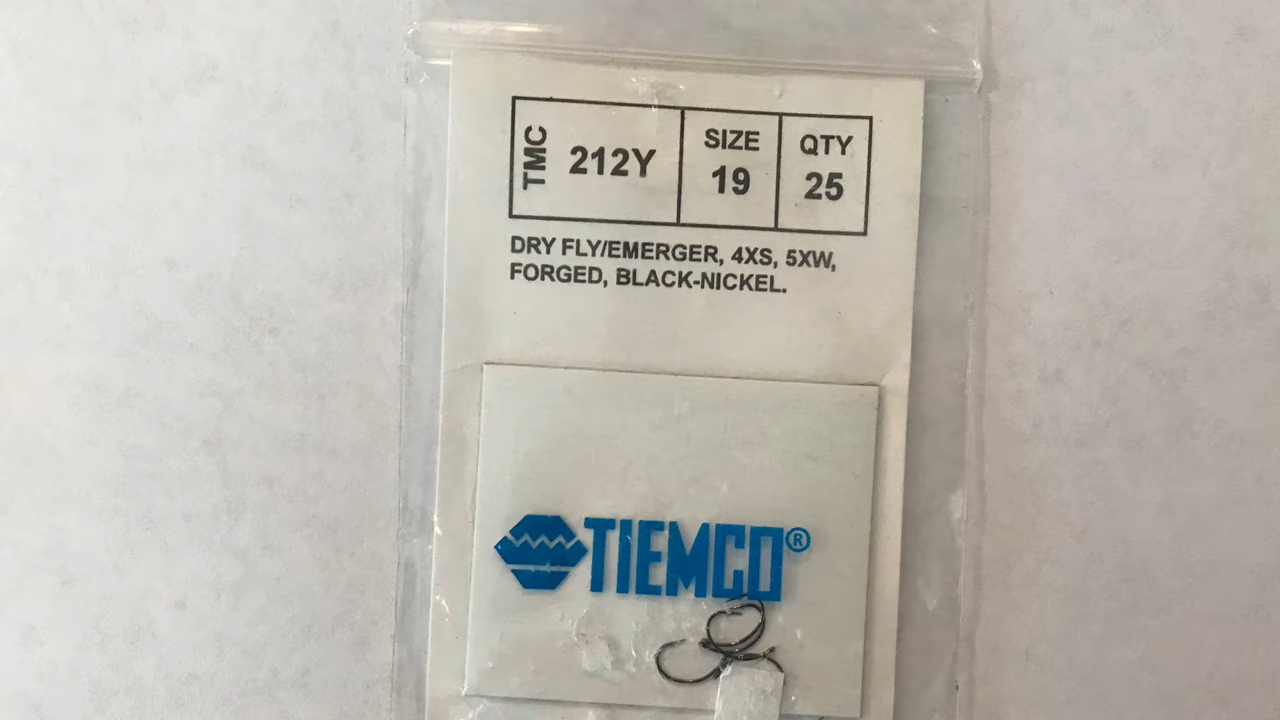 TMC 212Y SIZE 19 QTY 25
DRY FLY/EMERGER, 4XS, 5XW,
FORGED, BLACK-NICKEL.
TIEMCO®